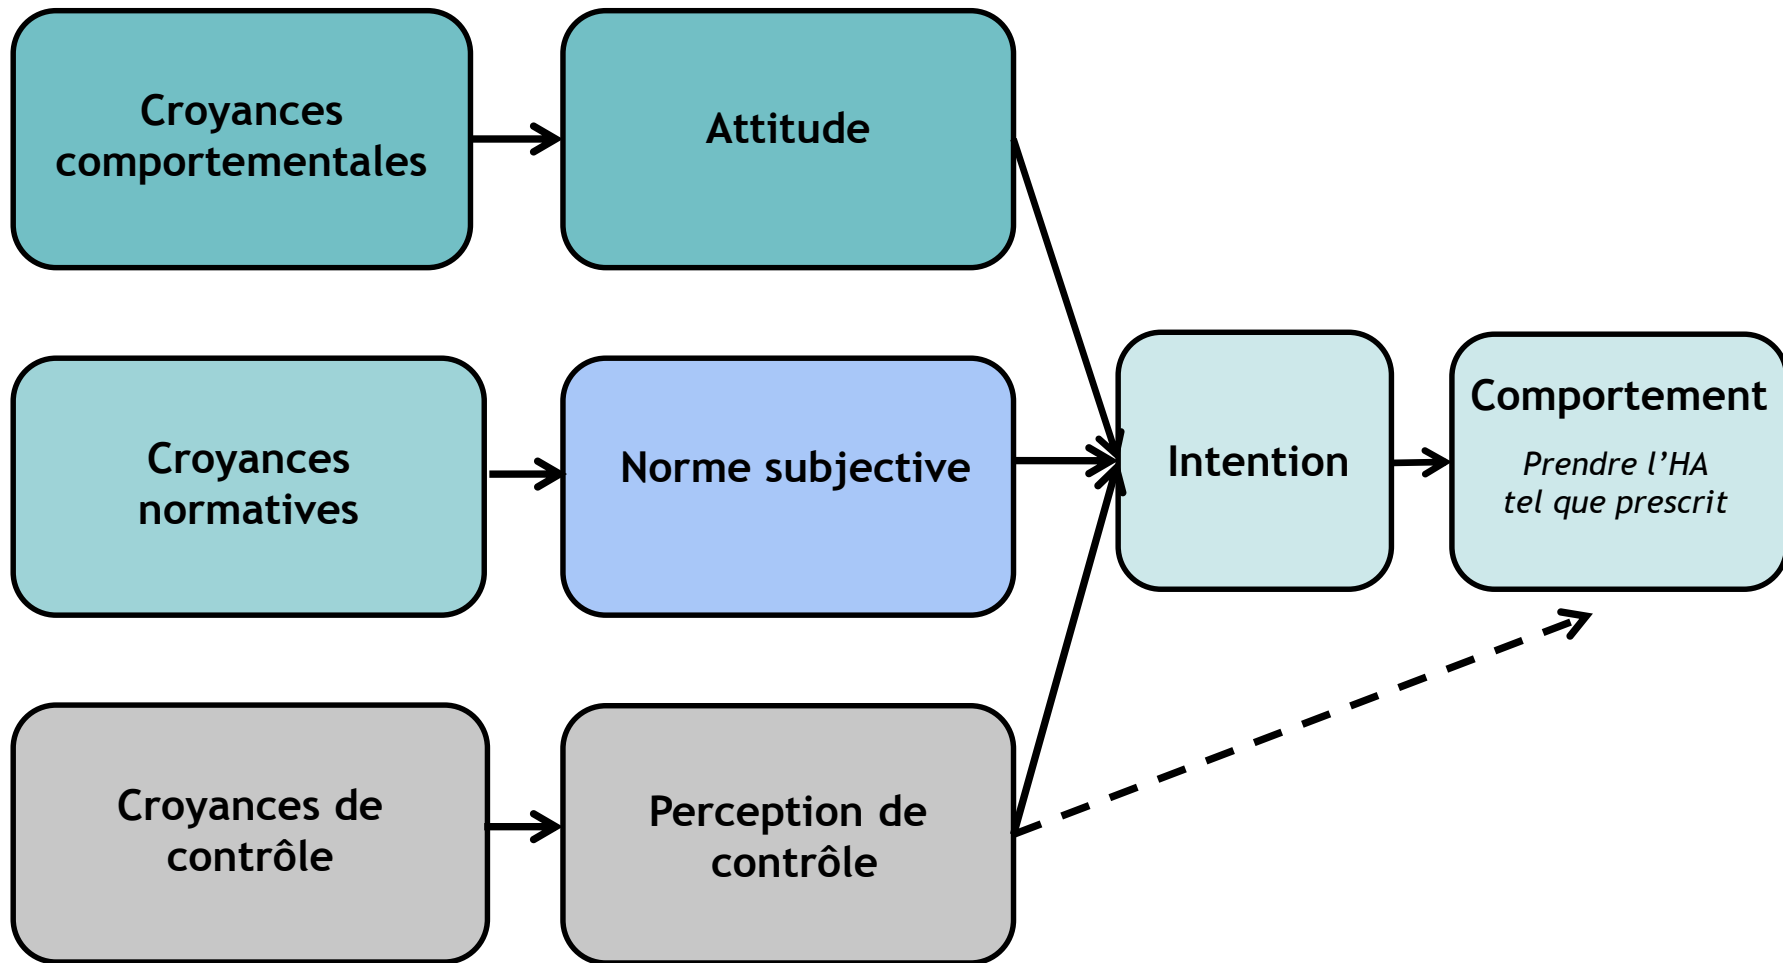 Croyances
comportementales
Attitude
Croyances
normatives
Norme subjective
Intention
Comportement
Prendre l’HA
tel que prescrit
Croyances de
contrôle
Perception de
contrôle